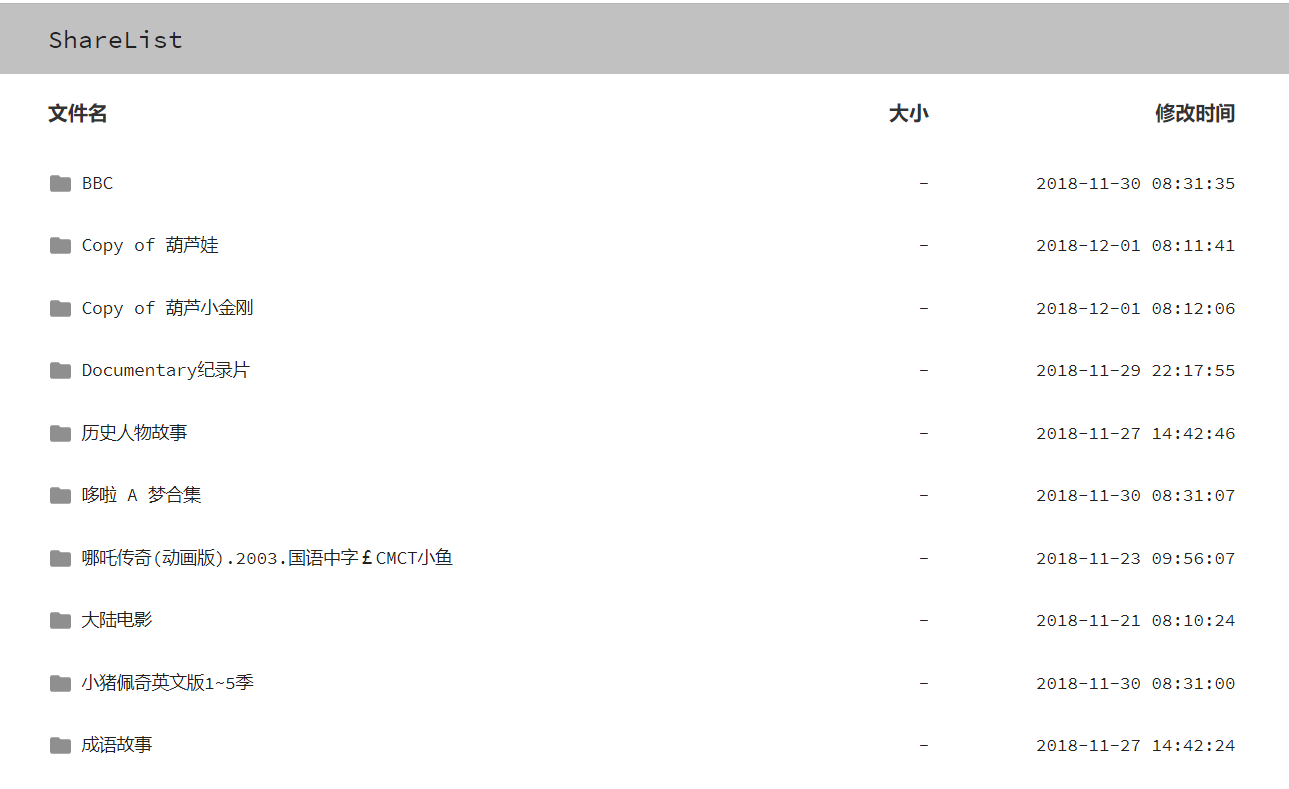 ShareList
文件名 大小 修改时间
BBC - 2018-11-30 08:31:35
Copy of 葫芦娃 - 2018-12-01 08:11:41
Copy of 葫芦小金刚 - 2018-12-01 08:12:06
Documentary纪录片 - 2018-11-29 22:17:55
历史人物故事 - 2018-11-27 14:42:46
哆啦 A 梦合集 - 2018-11-30 08:31:07
哪吒传奇(动画版).2003.国语中字￡CMCT小鱼 - 2018-11-23 09:56:07
大陆电影 - 2018-11-21 08:10:24
小猪佩奇英文版1~5季 - 2018-11-30 08:31:00
成语故事 - 2018-11-27 14:42:24